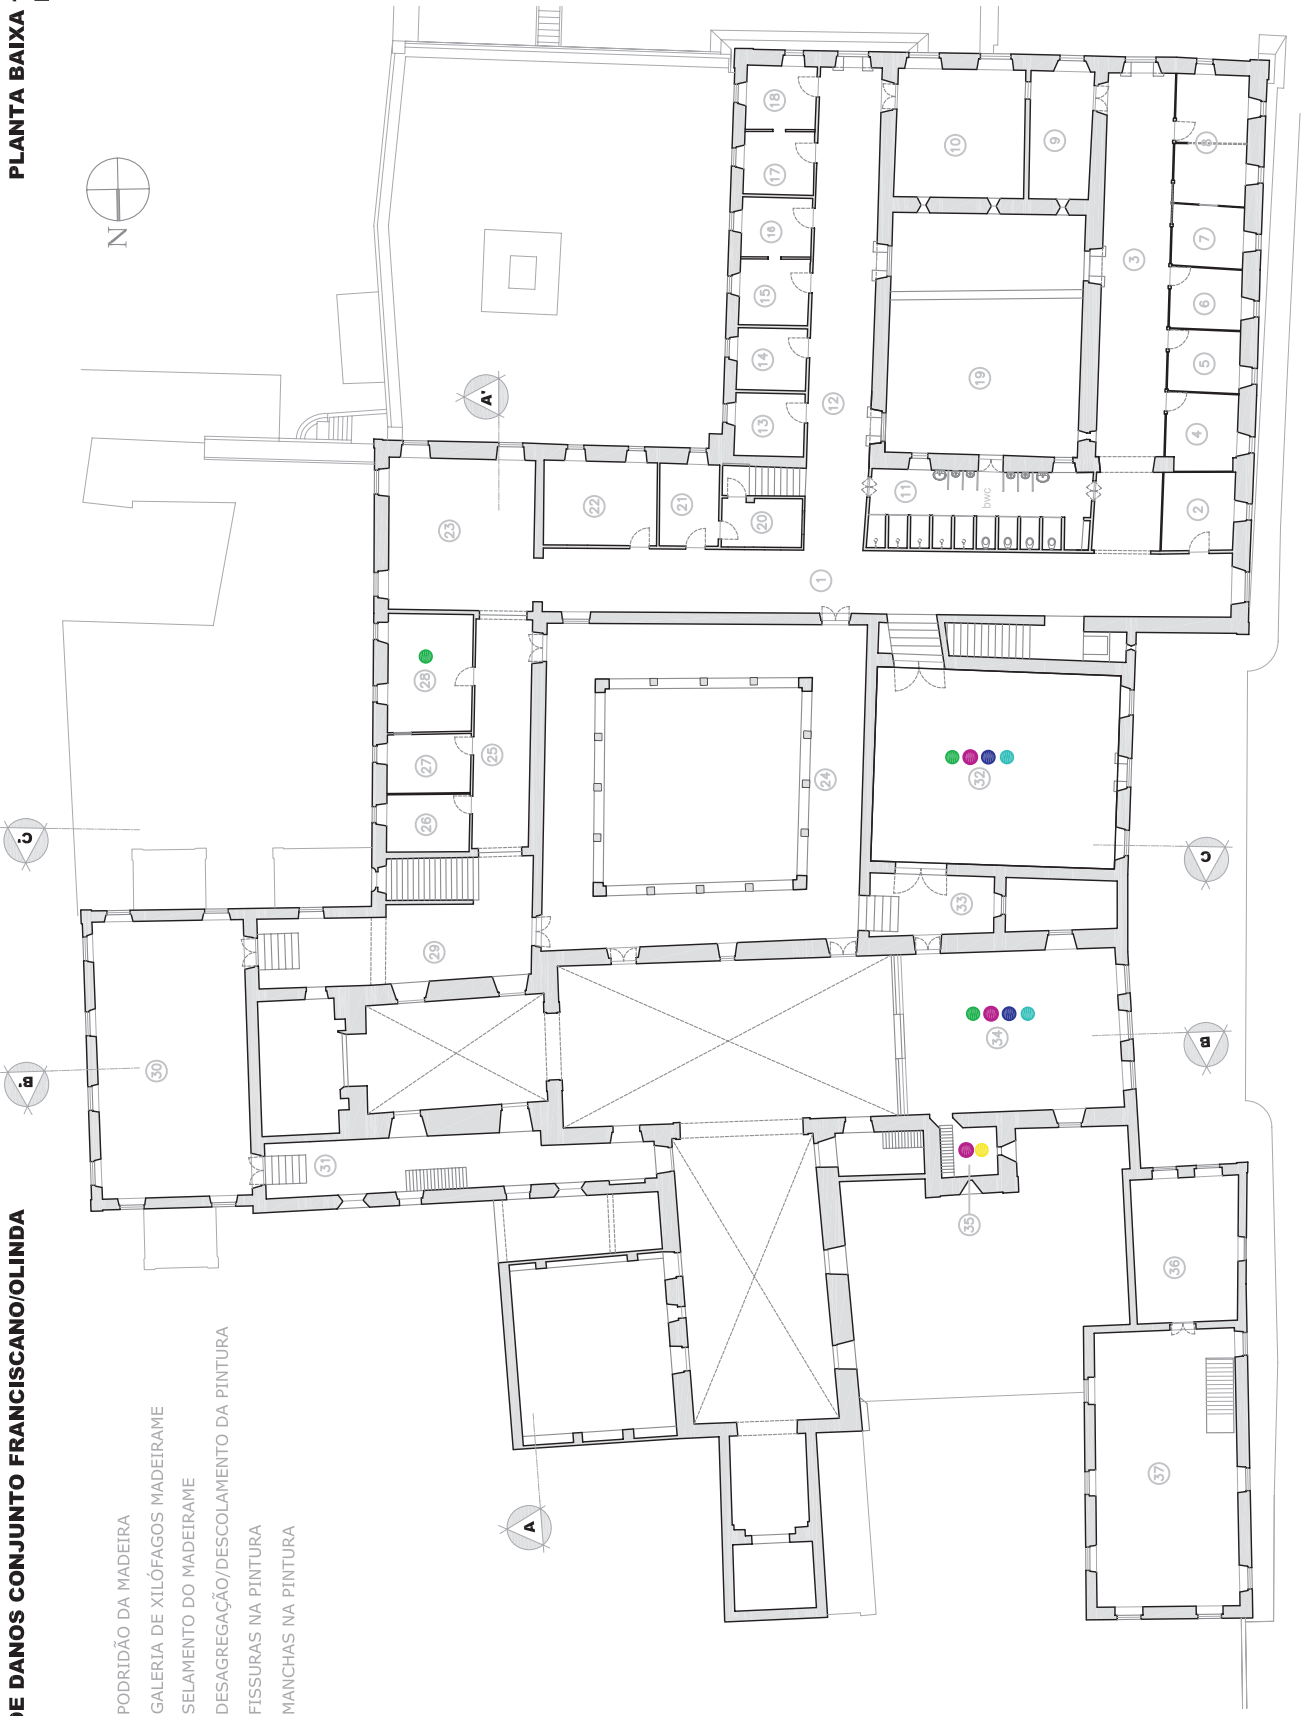 DE DANOS CONJUNTO FRANCISCANO/OLINDA
PLANTA BAIXA
PODRIDÃO DA MADEIRA
GALERIA DE XILÓFAGOS MADEIRAME
SELAMENTO DO MADEIRAME
DESAGREGAÇÃO/DESCOLAMENTO DA PINTURA
FISSURAS NA PINTURA
MANCHAS NA PINTURA
N
A'
C'
B'
A
B
C
bwc
1
2
3
4
5
6
7
8
9
10
11
12
13
14
15
16
17
18
19
20
21
22
23
24
25
26
27
28
29
30
31
32
33
34
35
36
37